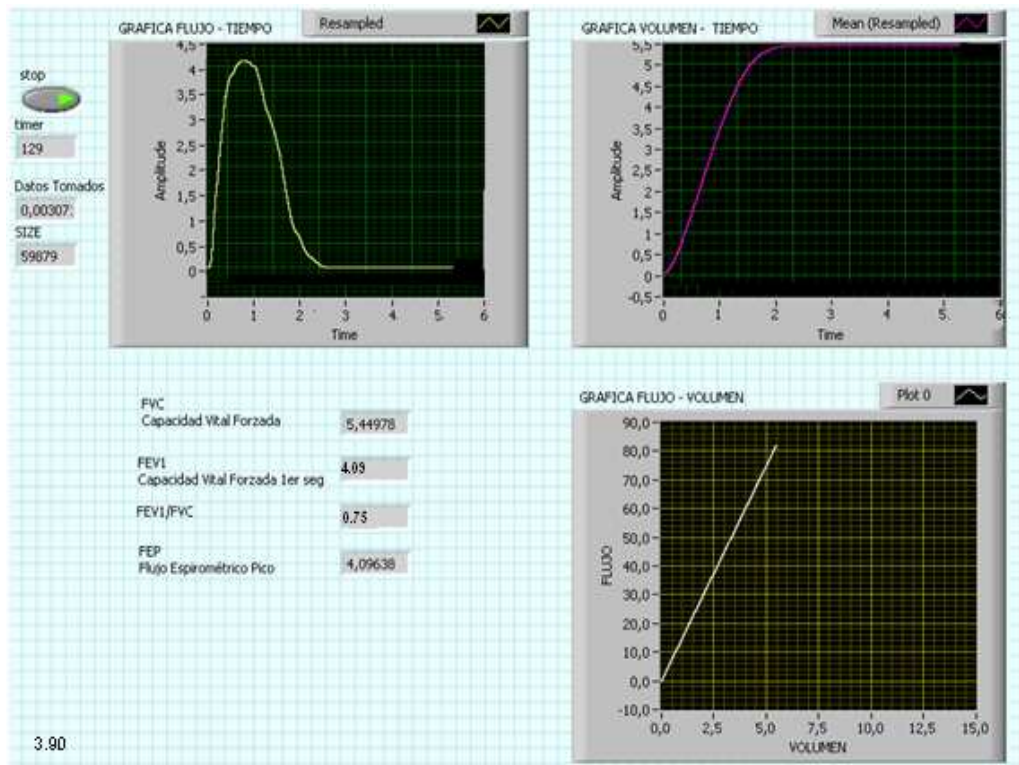 GRAFICA FLUJO - TIEMPO
Resampled
4,5
4
3,5
3
2,5
2
1,5
1
0,5
0
Amplitude
0 1 2 3 4 5 6
Time
stop
timer
129
Datos Tomados
0,00307
SIZE
59879
GRAFICA VOLUMEN - TIEMPO
Mean (Resampled)
5,5
5
4,5
4
3,5
3
2,5
2
1,5
1
0,5
0
-0,5
Amplitude
0 1 2 3 4 5 6
Time
FVC
Capacidad Vital Forzada
5,44978
FEV1
Capacidad Vital Forzada 1er seg
4.09
FEV1/FVC
0.75
FEP
Flujo Espirométrico Pico
4,09638
GRAFICA FLUJO - VOLUMEN
Plot 0
90,0
80,0
70,0
60,0
50,0
40,0
30,0
20,0
10,0
0,0
-10,0
FLUJO
0,0 2,5 5,0 7,5 10,0 12,5 15,0
VOLUMEN
3.90